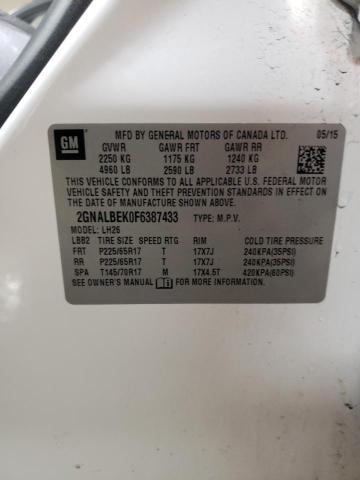 GM
MFD BY GENERAL MOTORS OF CANADA LTD. 05/15
GVWR GAWR FRT GAWR RR
2250 KG 1175 KG 1240 KG
4960 LB 2590 LB 2733 LB
THIS VEHICLE CONFORMS TO ALL APPLICABLE U.S. FEDERAL MOTOR
VEHICLE SAFETY, BUMPER, AND THEFT PREVENTION STANDARDS
IN EFFECT ON THE DATE OF MANUFACTURE SHOWN ABOVE.
2GNALBEK0F6387433 TYPE: M.P.V.
MODEL: LH26
LBB2 TIRE SIZE SPEED RTG RIM COLD TIRE PRESSURE
FRT P225/65R17 T 17X7J 240KPA(35PSI)
RR P225/65R17 T 17X7J 240KPA(35PSI)
SPA T145/70R17 M 17X4.5T 420KPA(60PSI)
SEE OWNER'S MANUAL FOR MORE INFORMATION.